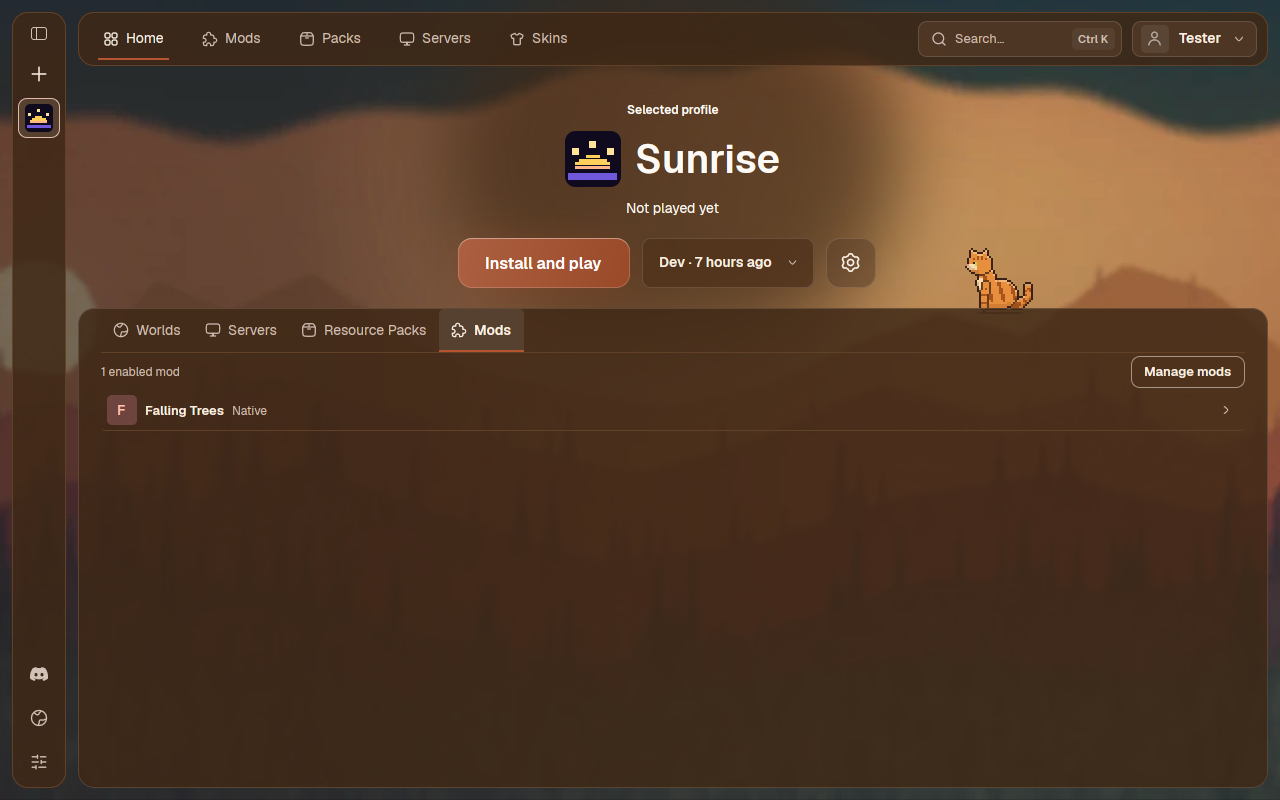 Home
Mods
Packs
Servers
Skins
Search...
Ctrl K
Tester
Selected profile
Sunrise
Not played yet
Install and play
Dev · 7 hours ago
Worlds
Servers
Resource Packs
Mods
1 enabled mod
Manage mods
F
Falling Trees Native